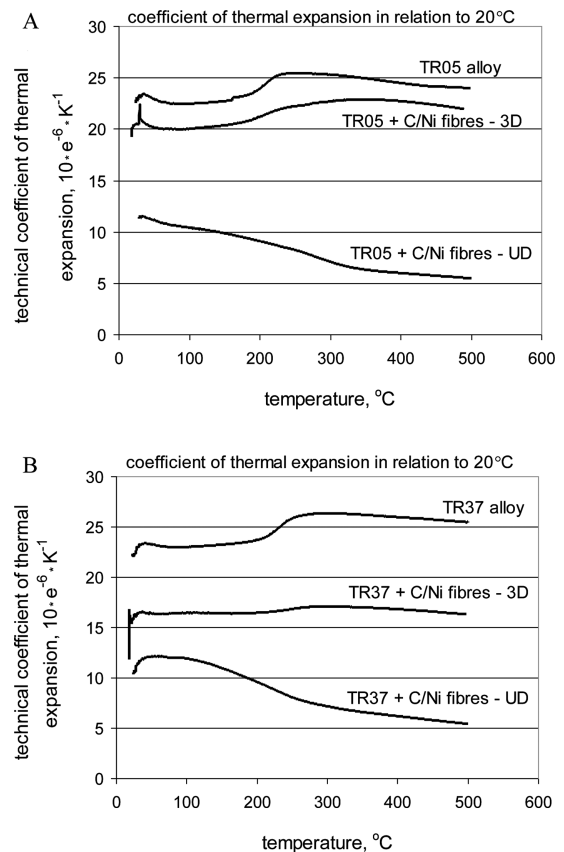 A
coefficient of thermal expansion in relation to 20°C
30
25
20
15
10
5
0
technical coefficient of thermal
expansion, 10*e-6*K-1
TR05 alloy
TR05 + C/Ni fibres - 3D
TR05 + C/Ni fibres - UD
0 100 200 300 400 500 600
temperature, oC
B
coefficient of thermal expansion in relation to 20°C
30
25
20
15
10
5
0
technical coefficient of thermal
expansion, 10*e-6*K-1
TR37 alloy
TR37 + C/Ni fibres - 3D
TR37 + C/Ni fibres - UD
0 100 200 300 400 500 600
temperature, oC